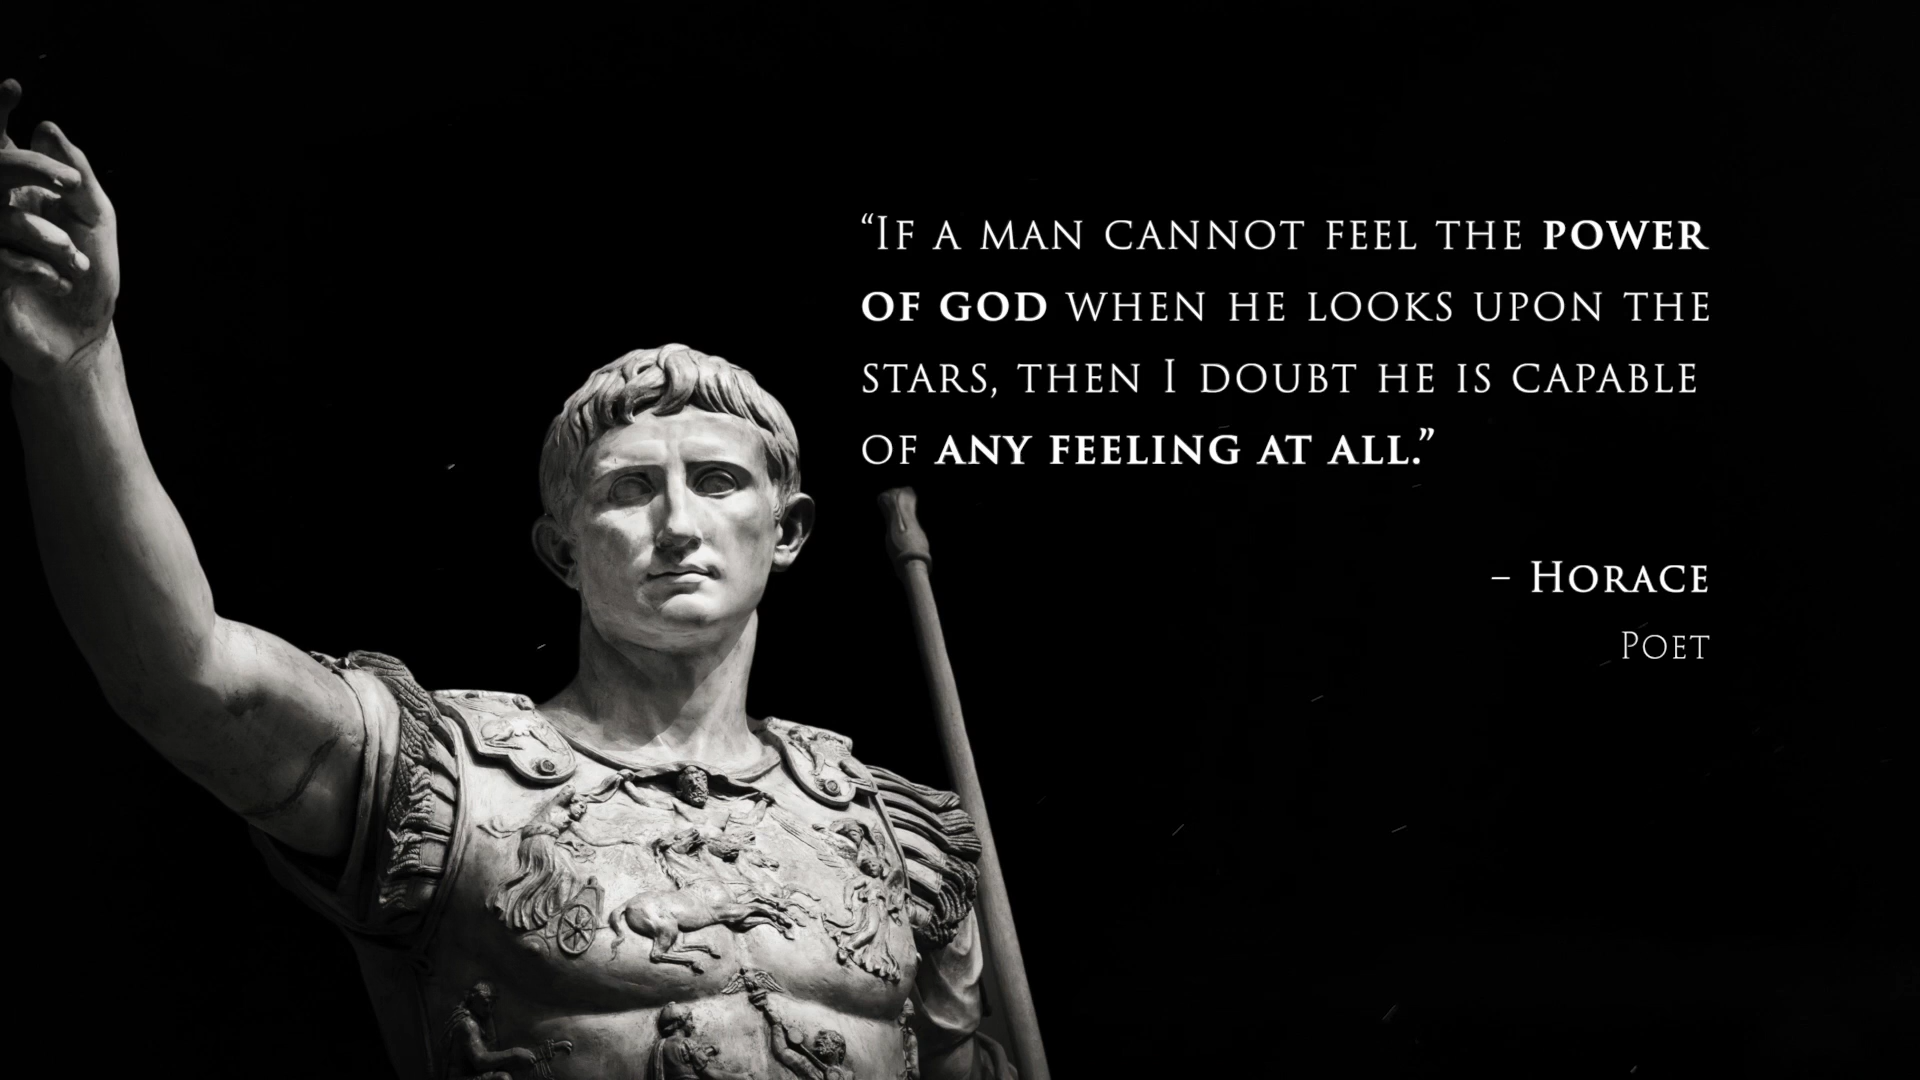 “If a man cannot feel the power
of God when he looks upon the
stars, then I doubt he is capable
of any feeling at all.”
– Horace
Poet